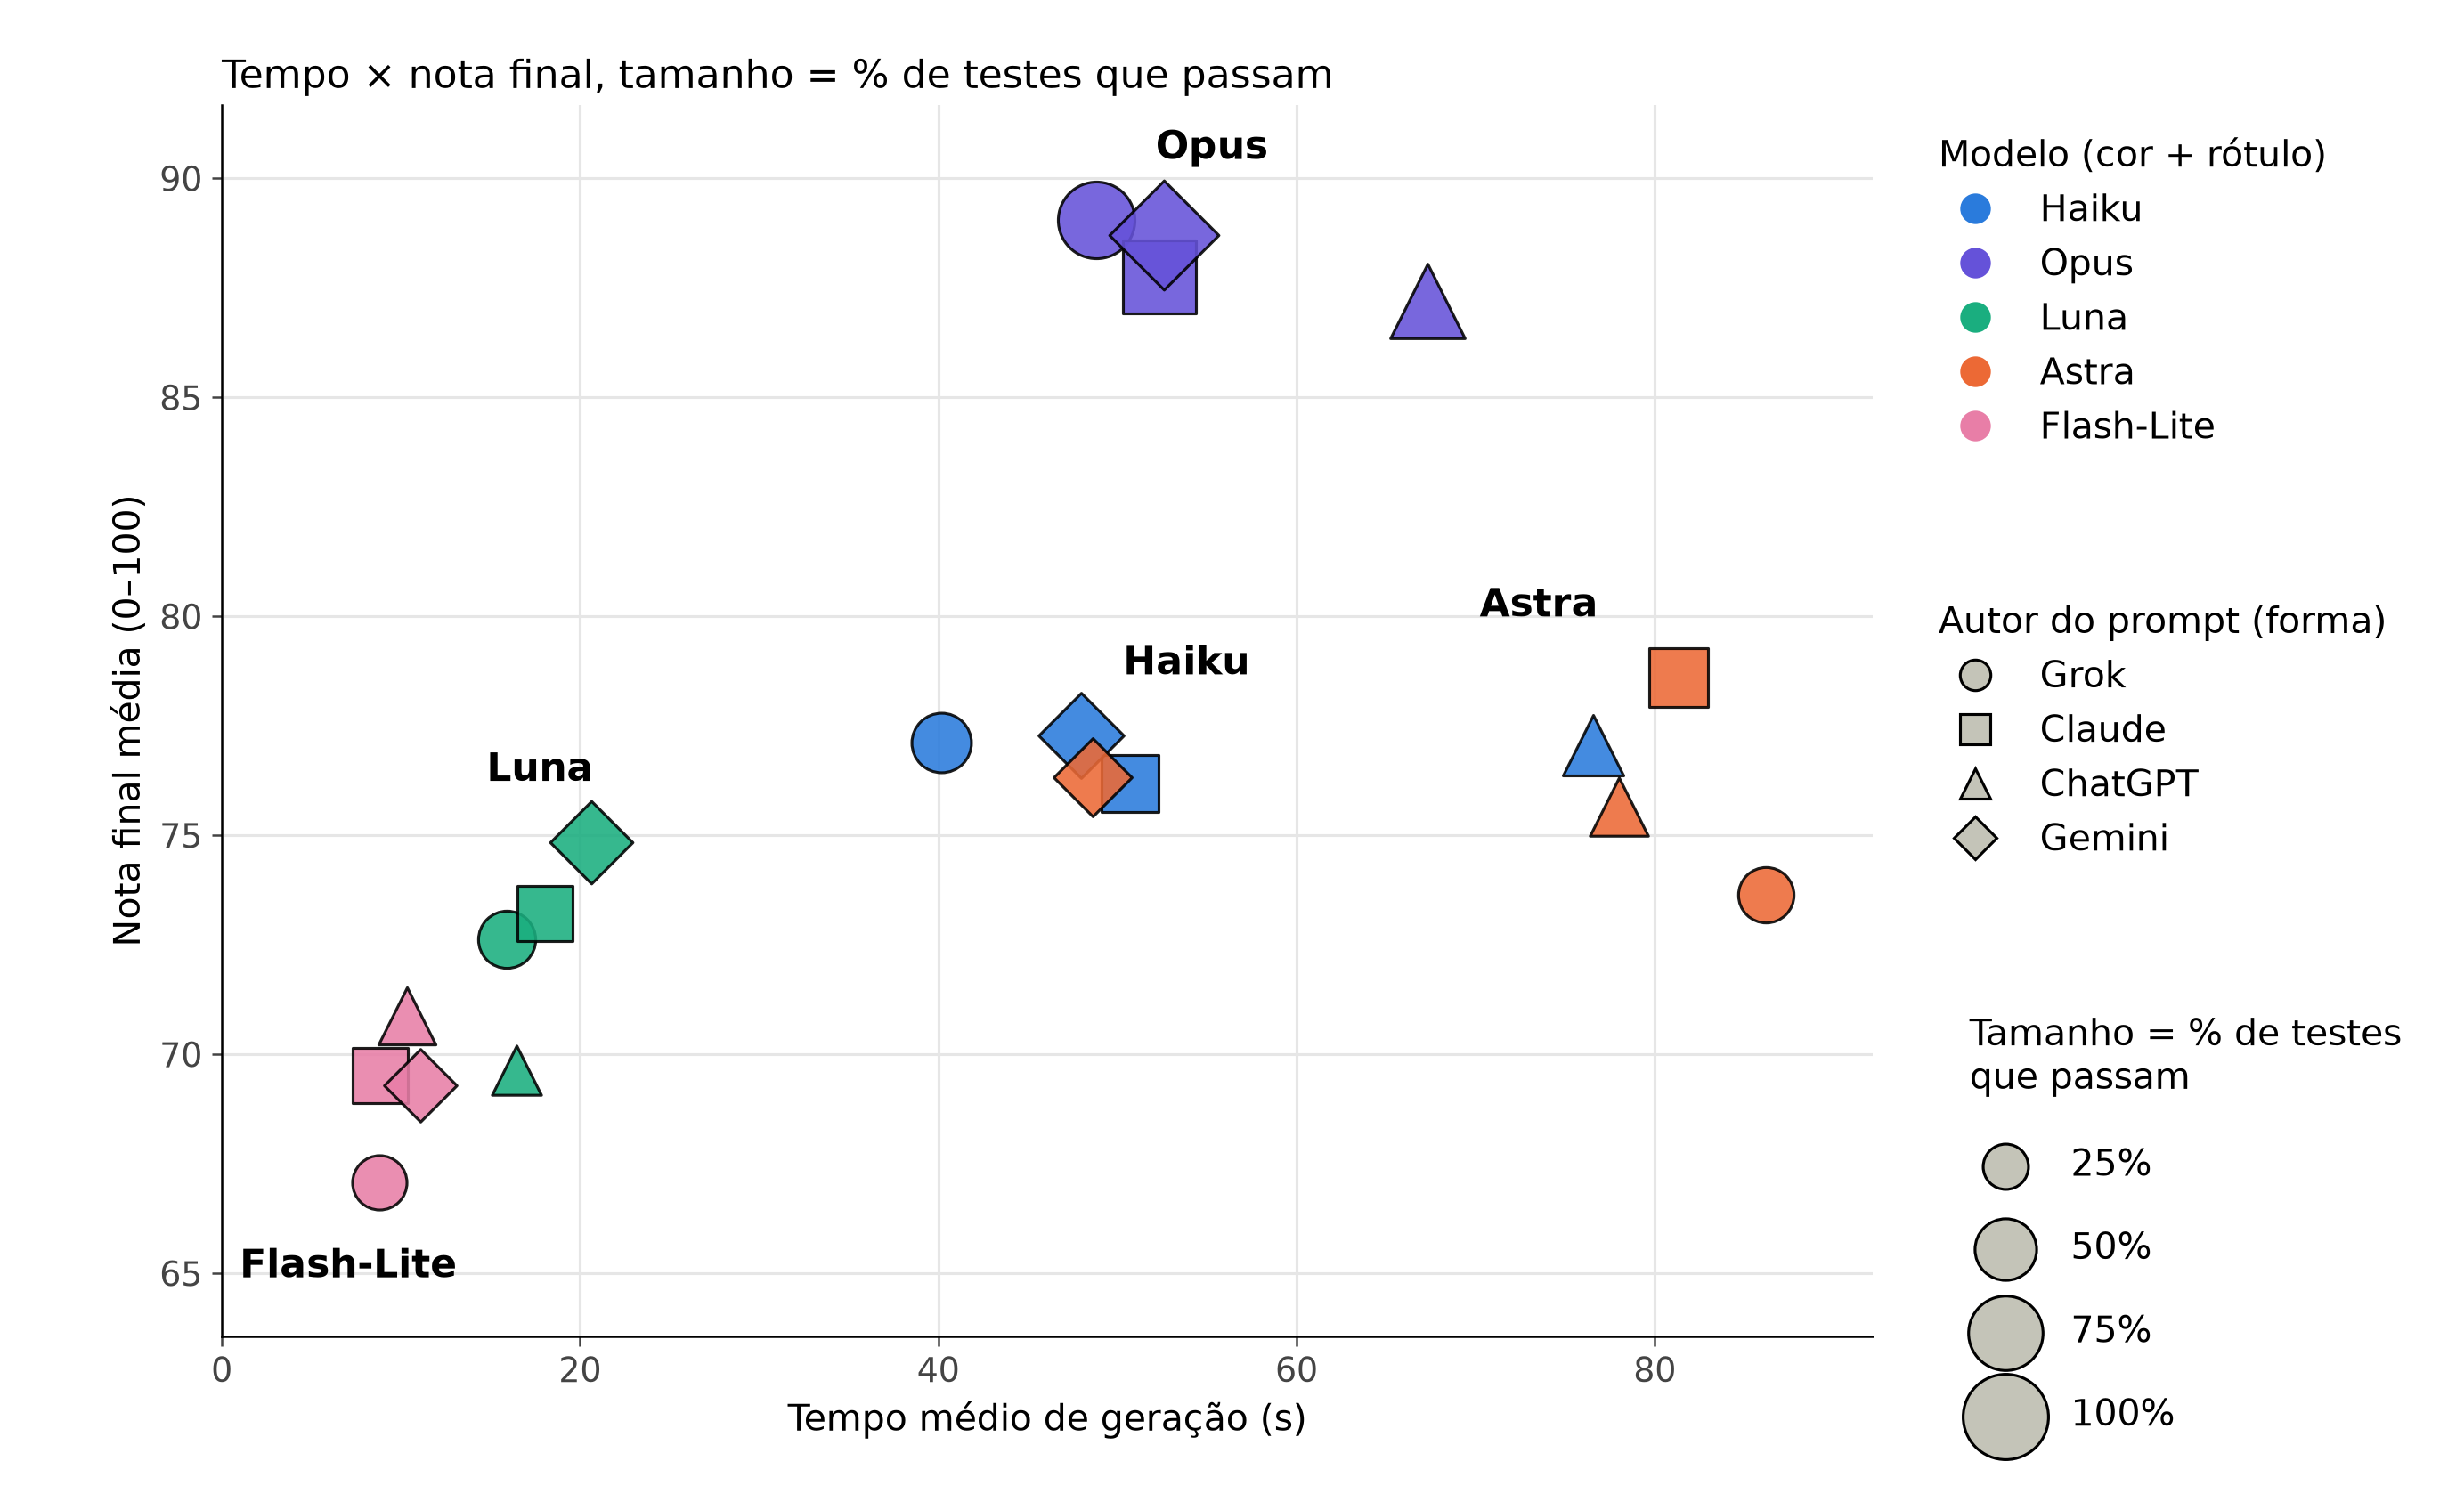 Tempo × nota final, tamanho = % de testes que passam
Opus
Astra
Haiku
Luna
Flash-Lite
90
85
80
75
70
65
Nota final média (0–100)
0 20 40 60 80
Tempo médio de geração (s)
Modelo (cor + rótulo)
Haiku
Opus
Luna
Astra
Flash-Lite
Autor do prompt (forma)
Grok
Claude
ChatGPT
Gemini
Tamanho = % de testes
que passam
25%
50%
75%
100%